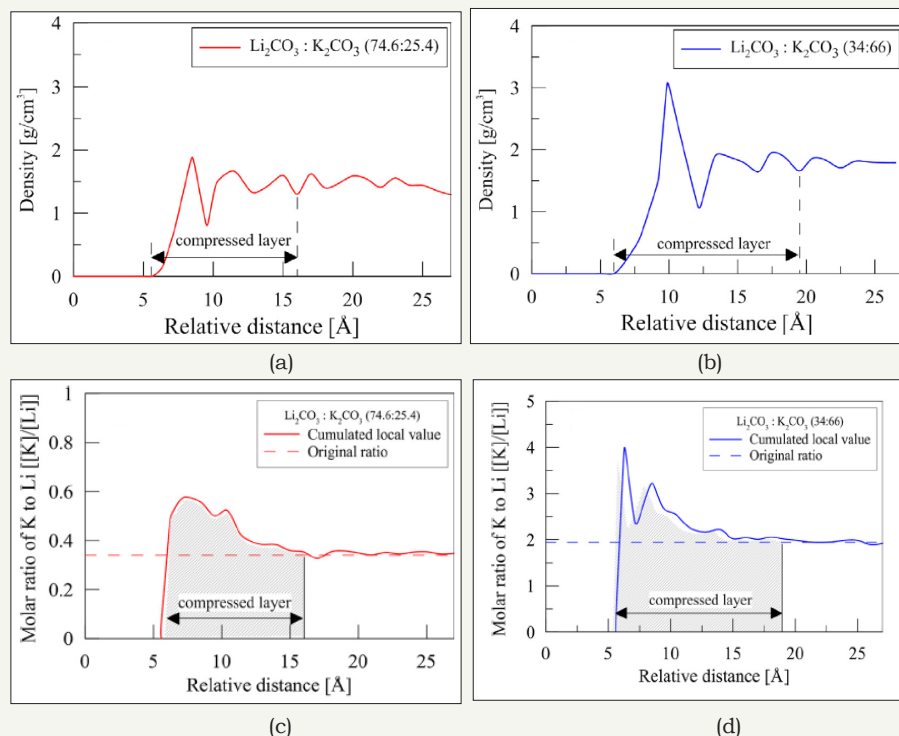 Li₂CO₃ : K₂CO₃ (74.6:25.4)
Density [g/cm³]
4
3
2
1
0
compressed layer
0 5 10 15 20 25
Relative distance [Å]
(a)
Li₂CO₃ : K₂CO₃ (34:66)
Density [g/cm³]
4
3
2
1
0
compressed layer
0 5 10 15 20 25
Relative distance [Å]
(b)
Li₂CO₃ : K₂CO₃ (74.6:25.4)
Cumulated local value
Original ratio
Molar ratio of K to Li [[K]/[Li]]
1
0.8
0.6
0.4
0.2
0
compressed layer
0 5 10 15 20 25
Relative distance [Å]
(c)
Li₂CO₃ : K₂CO₃ (34:66)
Cumulated local value
Original ratio
Molar ratio of K to Li [[K]/[Li]]
5
4
3
2
1
0
compressed layer
0 5 10 15 20 25
Relative distance [Å]
(d)